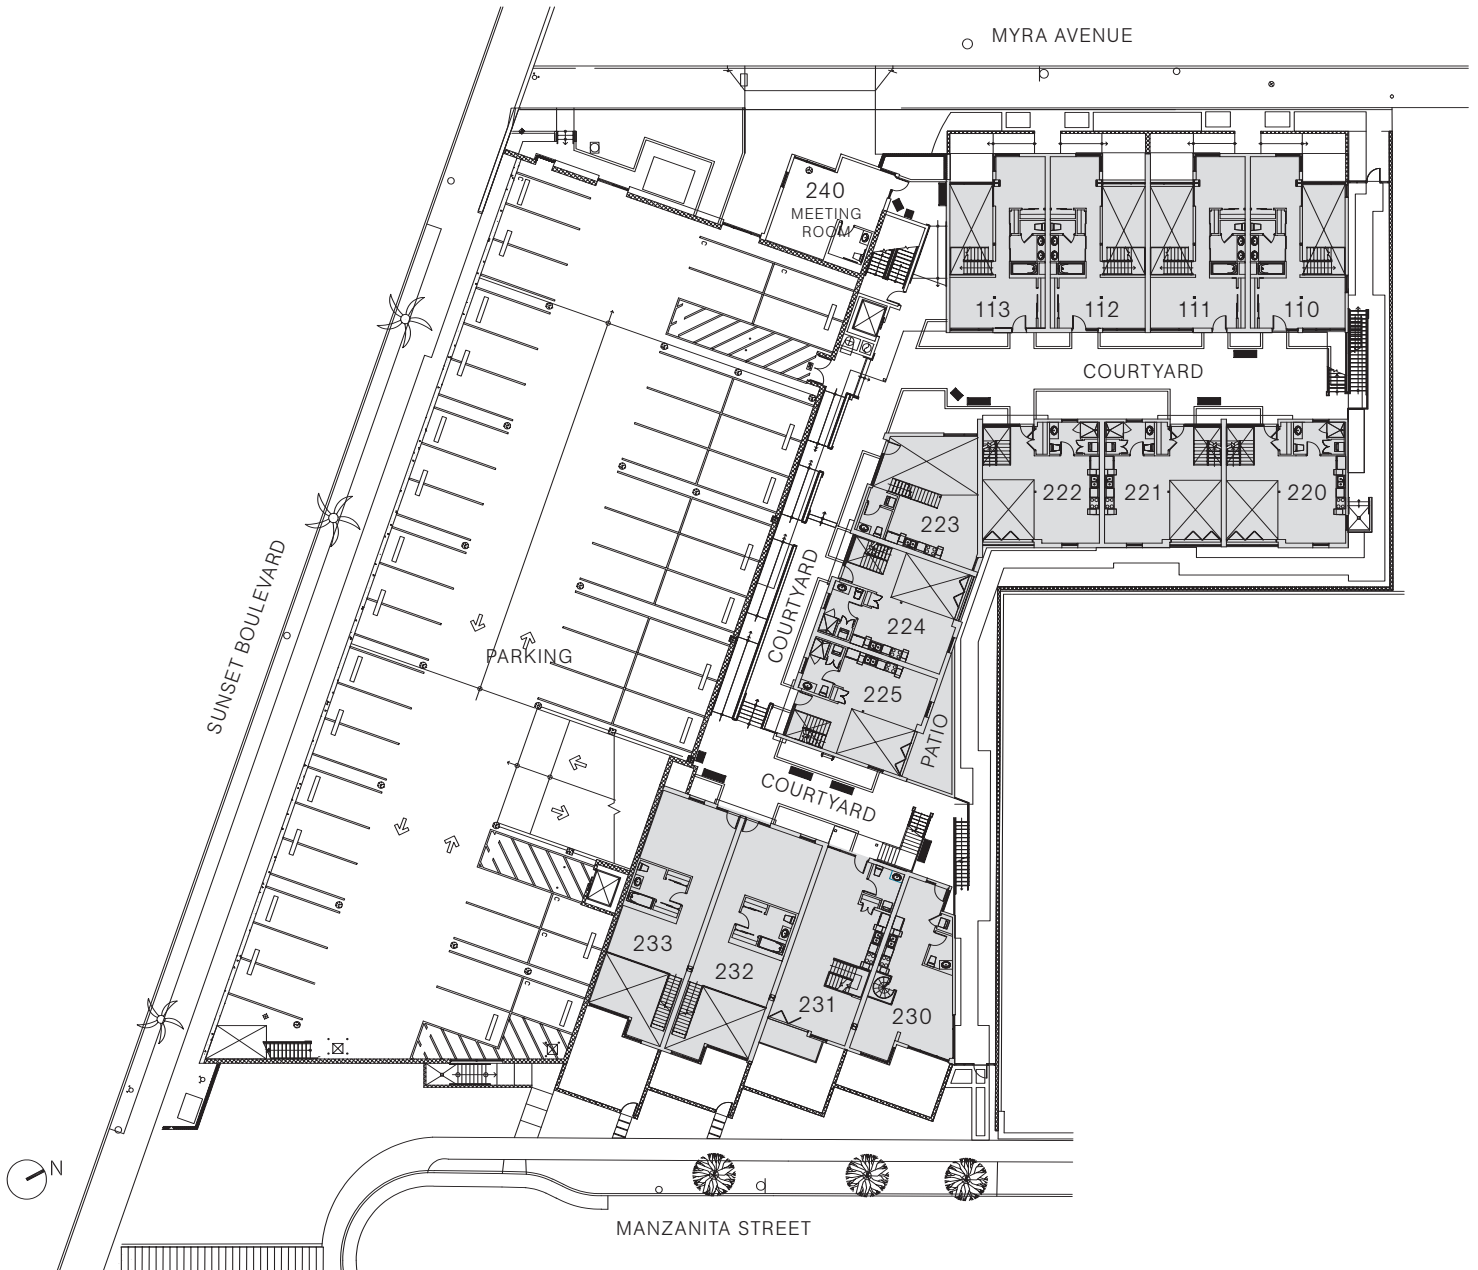 MYRA AVENUE
240
MEETING
ROOM
113
112
111
110
COURTYARD
222
221
220
223
SUNSET BOULEVARD
COURTYARD
224
PARKING
225
PATIO
COURTYARD
233
232
231
230
N
MANZANITA STREET